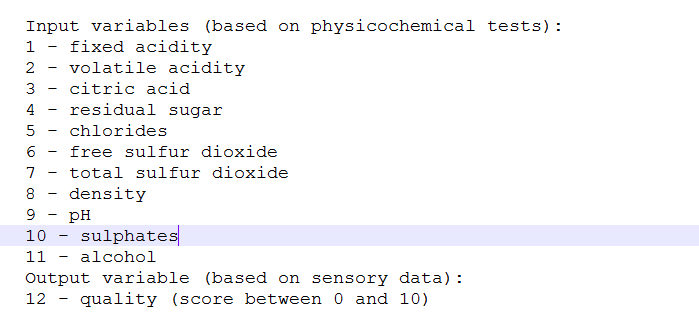 Input variables (based on physicochemical tests):
1 - fixed acidity
2 - volatile acidity
3 - citric acid
4 - residual sugar
5 - chlorides
6 - free sulfur dioxide
7 - total sulfur dioxide
8 - density
9 - pH
10 - sulphates
11 - alcohol
Output variable (based on sensory data):
12 - quality (score between 0 and 10)